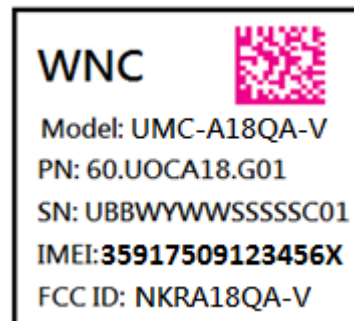 WNC
Model: UMC-A18QA-V
PN: 60.UOCA18.G01
SN: UBBWYWWSSSSSC01
IMEI:35917509123456X
FCC ID: NKRA18QA-V